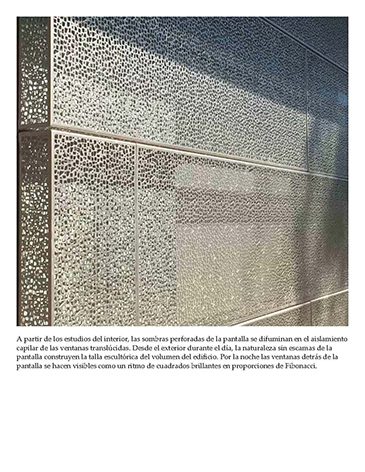 A partir de los estudios del interior, las sombras perforadas de la pantalla se difuminan en el aislamiento
capilar de las ventanas translúcidas. Desde el exterior durante el día, la naturaleza sin escamas de la
pantalla construyen la talla escultórica del volumen del edificio. Por la noche las ventanas detrás de la
pantalla se hacen visibles como un ritmo de cuadrados brillantes en proporciones de Fibonacci.